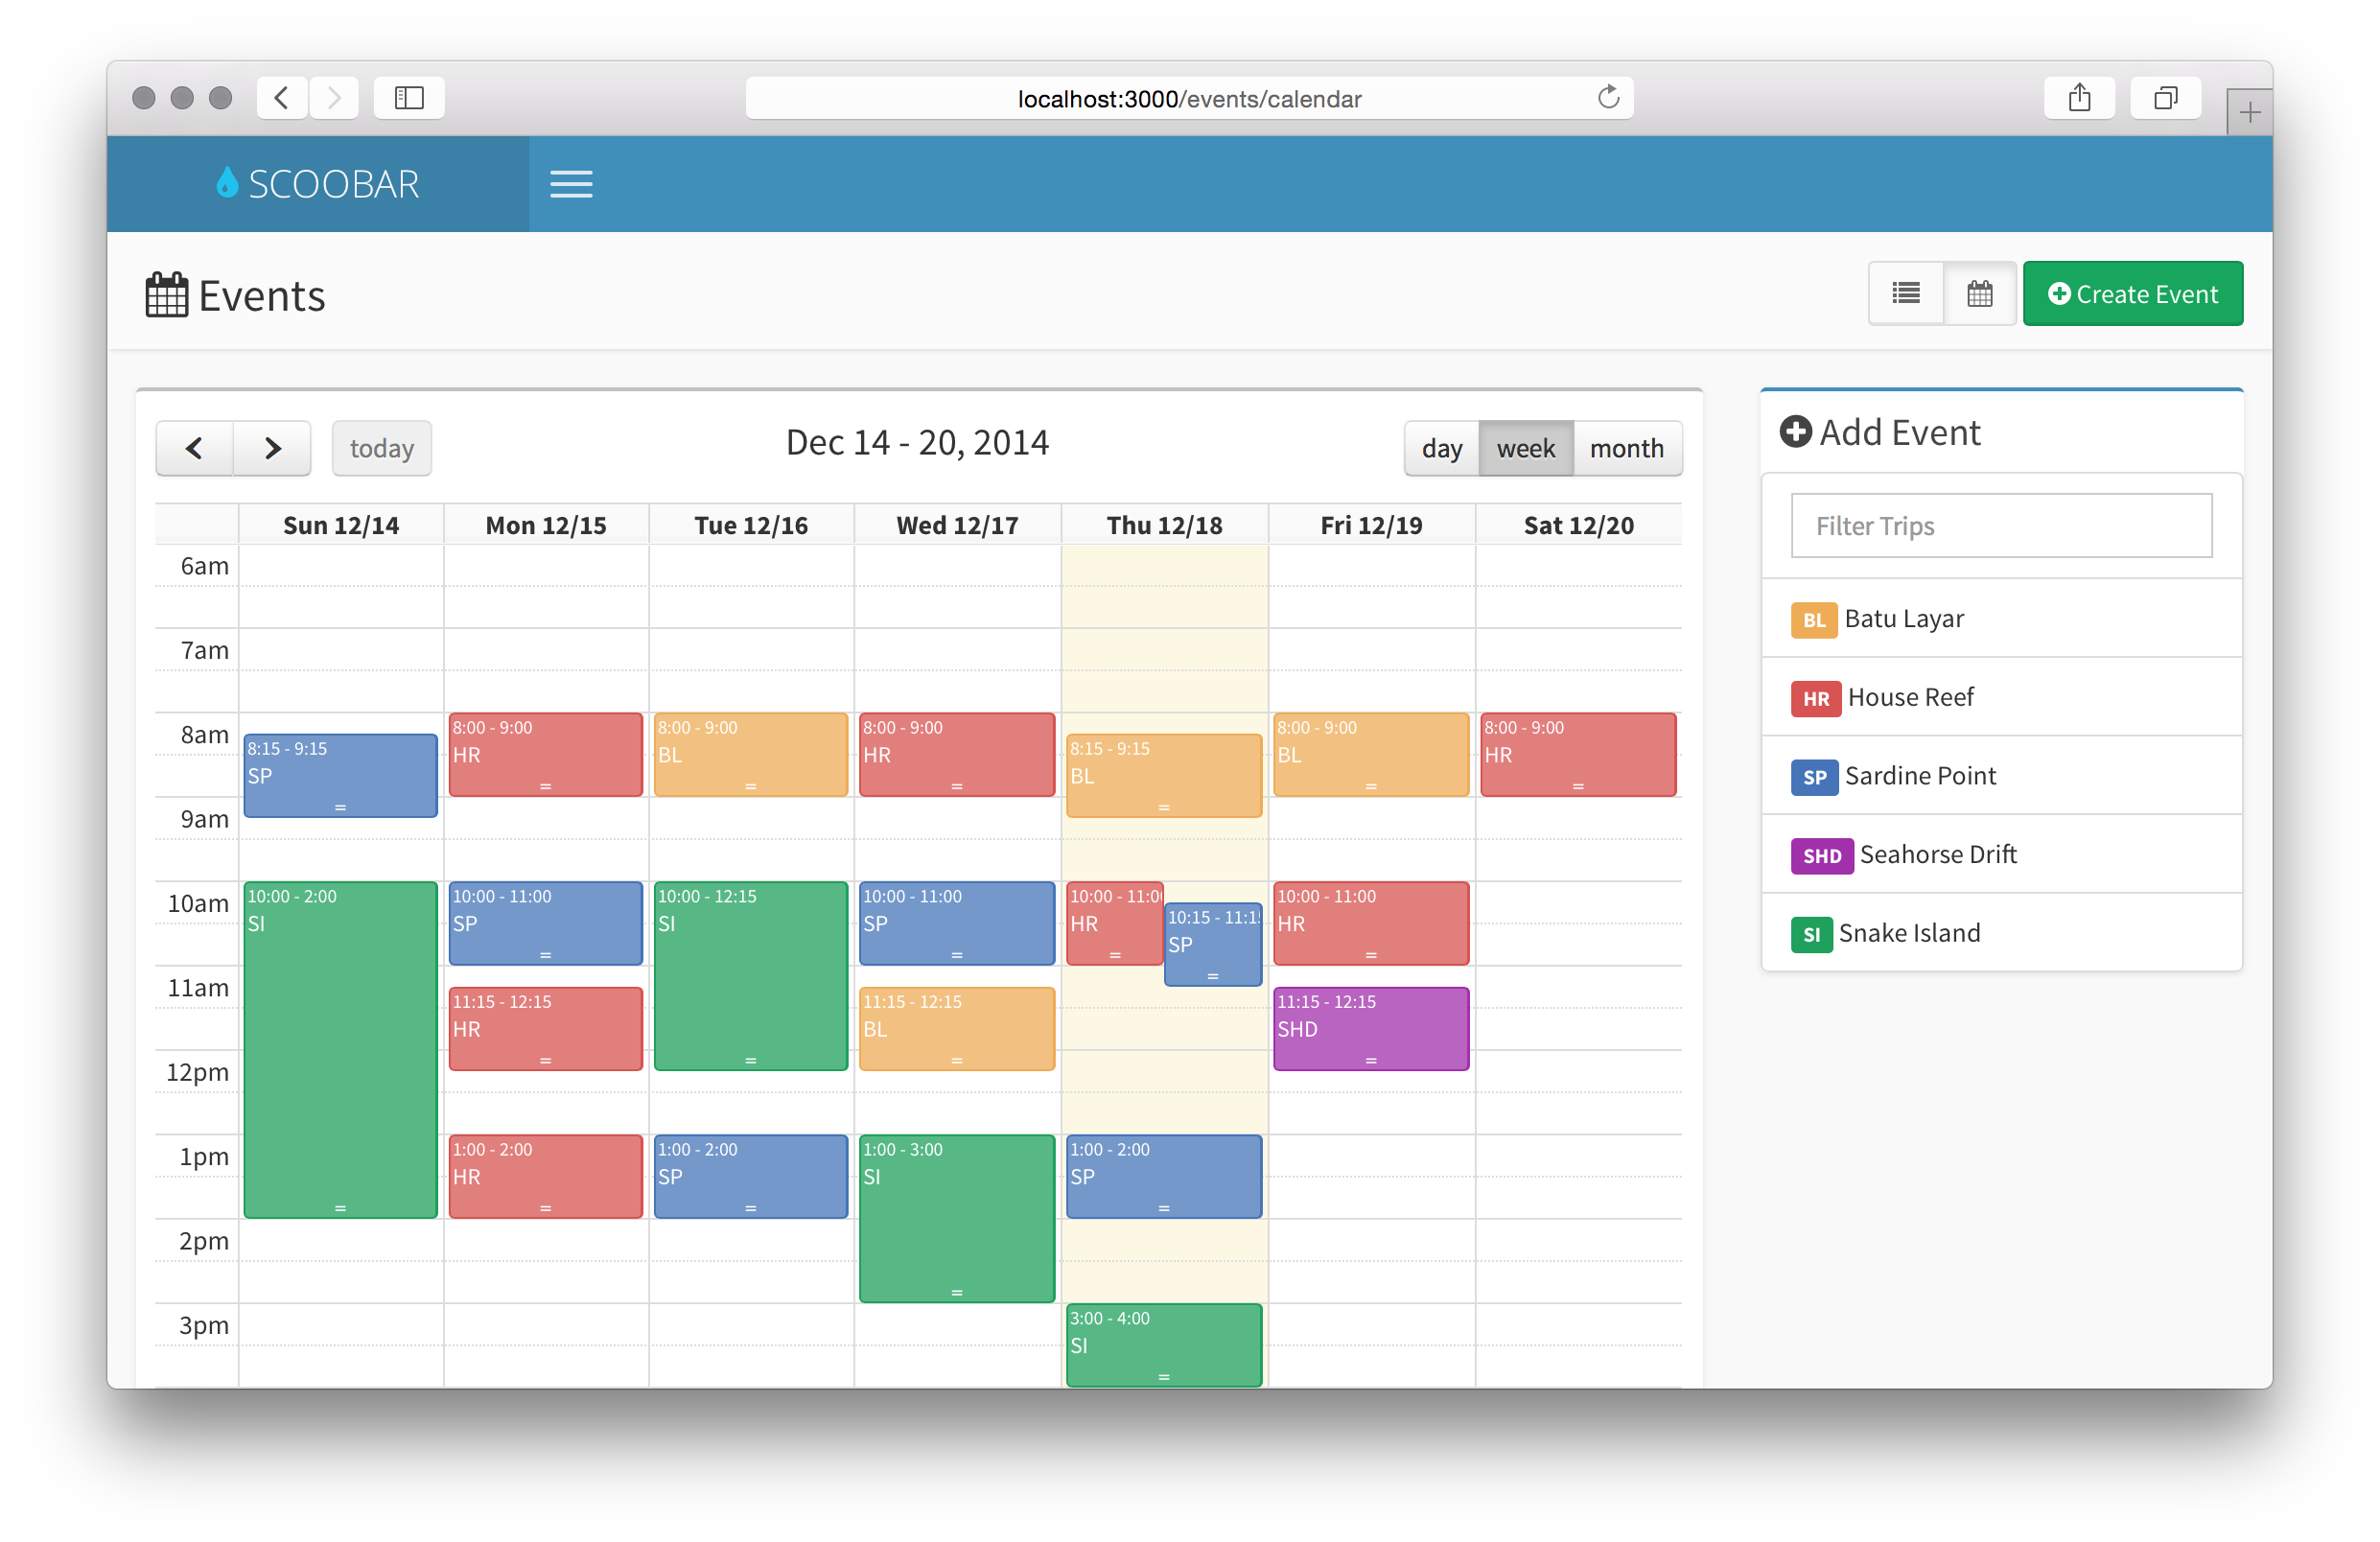 localhost:3000/events/calendar
SCOOBAR
Events
Create Event
today
Dec 14 - 20, 2014
day week month
Sun 12/14 Mon 12/15 Tue 12/16 Wed 12/17 Thu 12/18 Fri 12/19 Sat 12/20
6am
7am
8am
9am
10am
11am
12pm
1pm
2pm
3pm
8:15 - 9:15
SP
10:00 - 2:00
SI
8:00 - 9:00
HR
10:00 - 11:00
SP
11:15 - 12:15
HR
1:00 - 2:00
HR
8:00 - 9:00
BL
10:00 - 12:15
SI
1:00 - 2:00
SP
8:00 - 9:00
HR
10:00 - 11:00
SP
11:15 - 12:15
BL
1:00 - 3:00
SI
8:15 - 9:15
BL
10:00 - 11:00
HR
10:15 - 11:15
SP
1:00 - 2:00
SP
3:00 - 4:00
SI
8:00 - 9:00
BL
10:00 - 11:00
HR
11:15 - 12:15
SHD
8:00 - 9:00
HR
Add Event
Filter Trips
BL Batu Layar
HR House Reef
SP Sardine Point
SHD Seahorse Drift
SI Snake Island